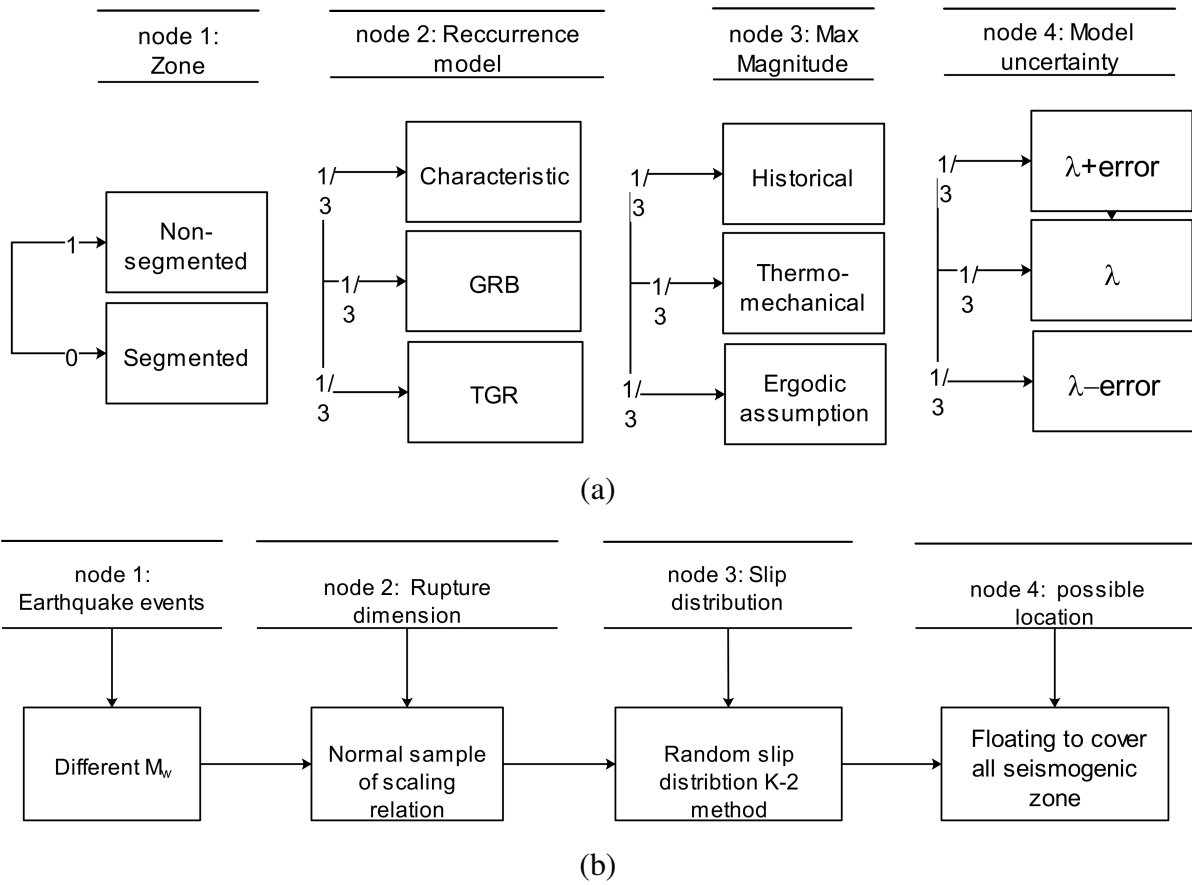 node 1:
Zone
node 2: Reccurrence
model
node 3: Max
Magnitude
node 4: Model
uncertainty
1
Non-
segmented
0
Segmented
1/
3
Characteristic
1/
3
GRB
1/
3
TGR
1/
3
Historical
1/
3
Thermo-
mechanical
1/
3
Ergodic
assumption
1/
3
λ+error
1/
3
λ
1/
3
λ−error
(a)
node 1:
Earthquake events
node 2: Rupture
dimension
node 3: Slip
distribution
node 4: possible
location
Different Mw
Normal sample
of scaling
relation
Random slip
distribtion K-2
method
Floating to cover
all seismogenic
zone
(b)